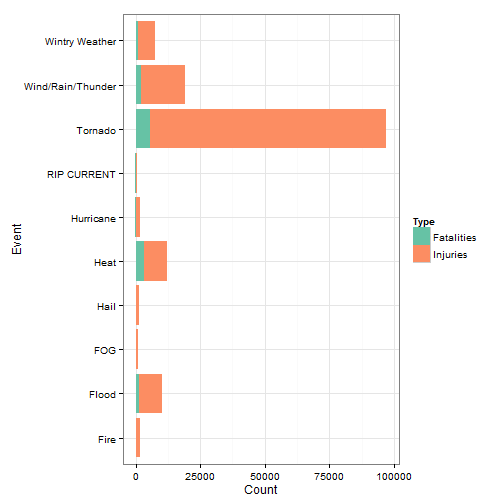 Wintry Weather
Wind/Rain/Thunder
Tornado
RIP CURRENT
Hurricane
Heat
Hail
FOG
Flood
Fire
Event
0 25000 50000 75000 100000
Count
Type
Fatalities
Injuries